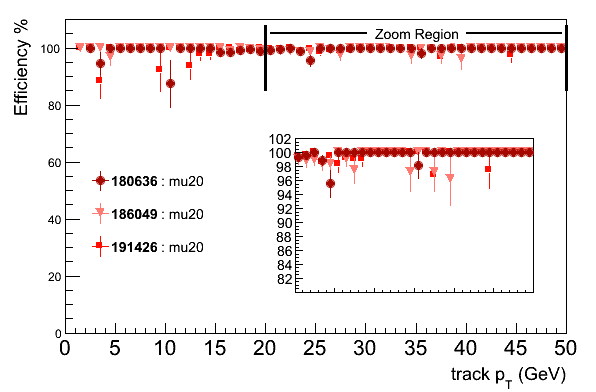 Efficiency %
100
80
60
40
20
0
Zoom Region
102
100
98
96
94
92
90
88
86
84
82
180636 : mu20
186049 : mu20
191426 : mu20
0 5 10 15 20 25 30 35 40 45 50
track pT (GeV)